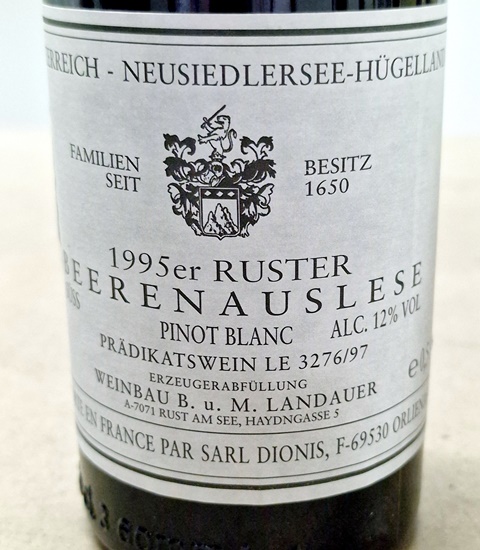 ERREICH - NEUSIEDLERSEE-HÜGELLAND
FAMILIEN BESITZ
SEIT 1650
1995er RUSTER
BEERENAUSLESE
PINOT BLANC ALC. 12% VOL
PRÄDIKATSWEIN LE 3276/97
ERZEUGERABFÜLLUNG
WEINBAU B. u. M. LANDAUER
A-7071 RUST AM SEE, HAYDNGASSE 5
EN FRANCE PAR SARL DIONIS, F-69530 ORLIEN